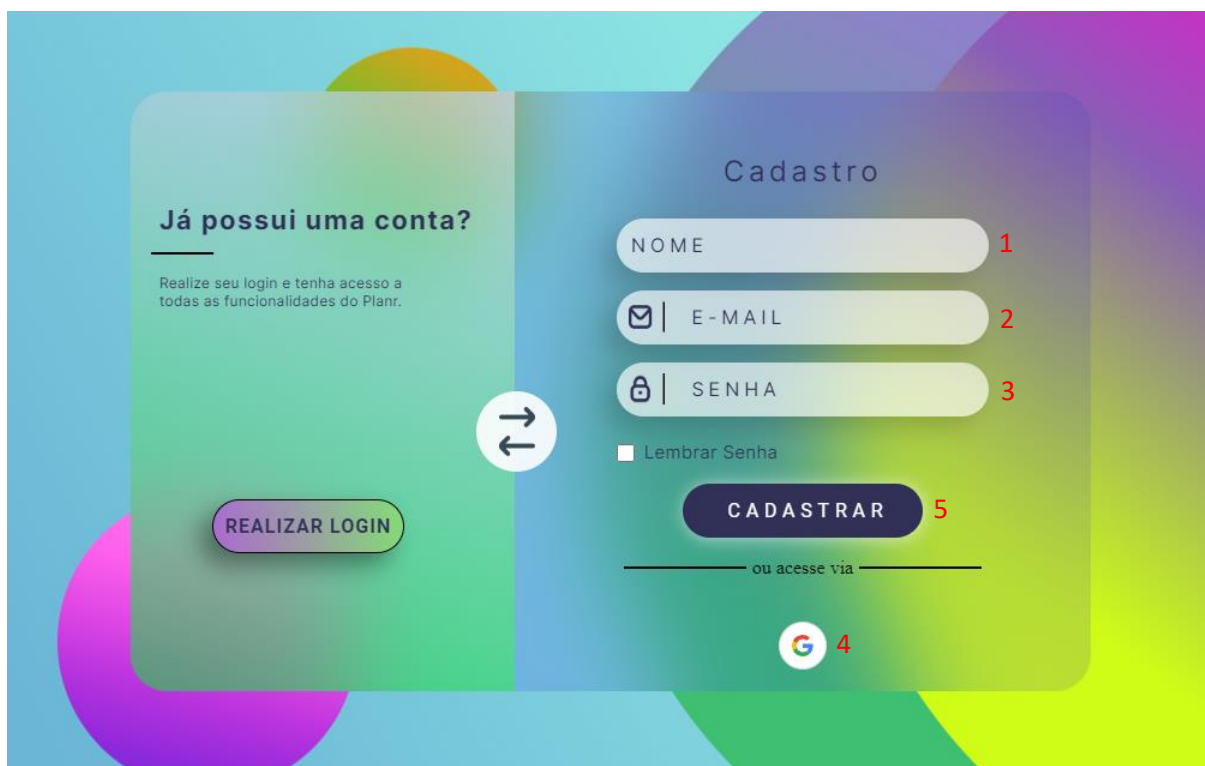 Já possui uma conta?
Realize seu login e tenha acesso a
todas as funcionalidades do Planr.
REALIZAR LOGIN
Cadastro
NOME 1
E-MAIL 2
SENHA 3
Lembrar Senha
CADASTRAR 5
ou acesse via
G 4